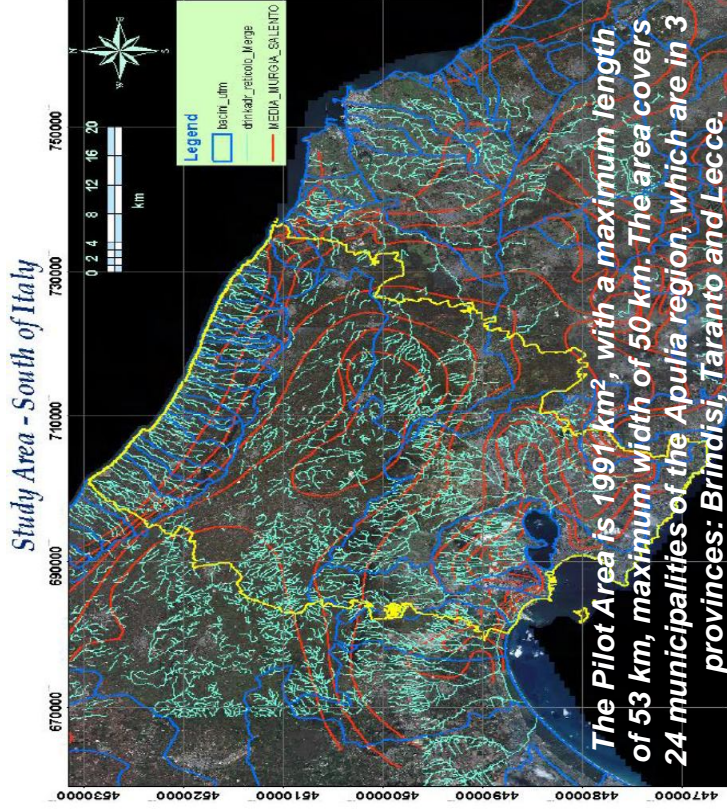 Study Area - South of Italy
N
W
E
S
0 2 4 8 12 16 20
km
Legend
bacini_utm
drinkadr_reticolo_Merge
MEDIA_MURGIA_SALENTO
670000 690000 710000 730000 750000
4530000
4520000
4510000
4500000
4490000
4480000
4470000
The Pilot Area is 1991 km², with a maximum length
of 53 km, maximum width of 50 km. The area covers
24 municipalities of the Apulia region, which are in 3
provinces: Brindisi, Taranto and Lecce.